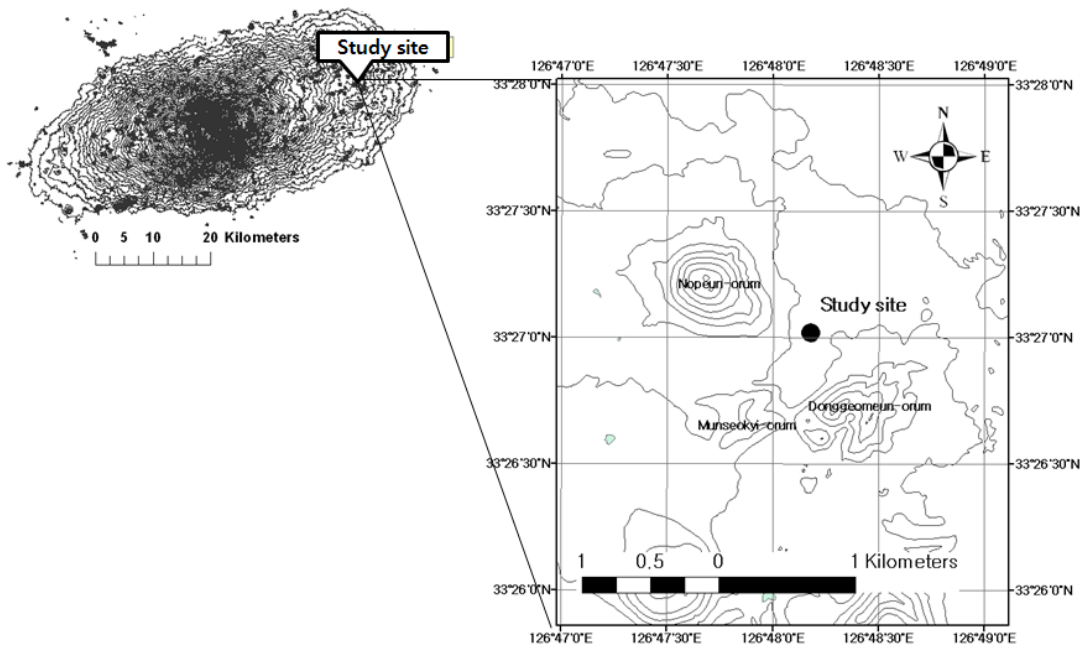 Study site
0 5 10 20 Kilometers
126°47'0"E 126°47'30"E 126°48'0"E 126°48'30"E 126°49'0"E
33°28'0"N 33°28'0"N
N
W E
S
33°27'30"N 33°27'30"N
Nopeun-orum
Study site
33°27'0"N 33°27'0"N
Donggeomeun-orum
Munseokyi-orum
33°26'30"N 33°26'30"N
1 0.5 0 1 Kilometers
33°26'0"N 33°26'0"N
126°47'0"E 126°47'30"E 126°48'0"E 126°48'30"E 126°49'0"E